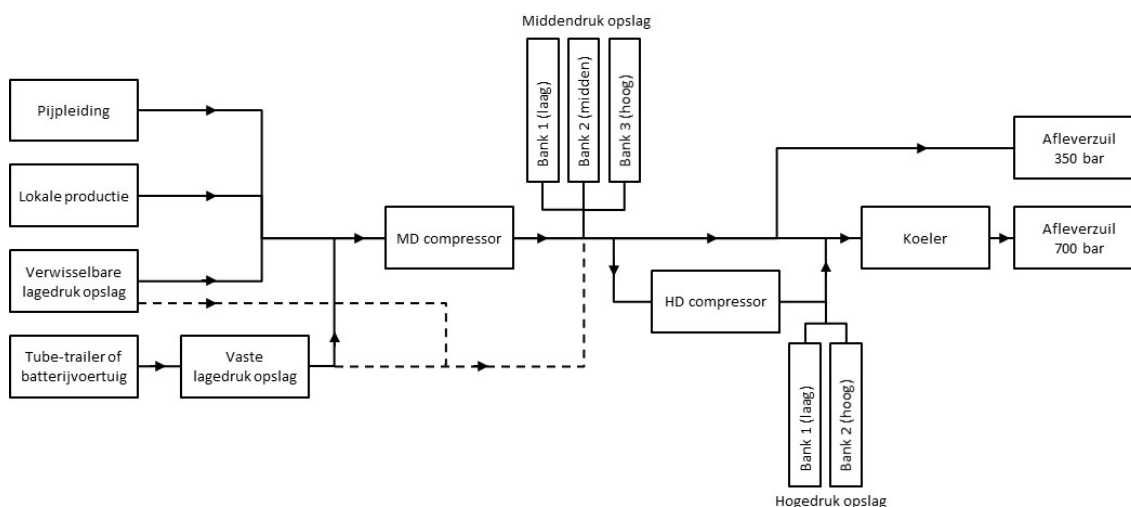 Middendruk opslag
Bank 1 (laag)
Bank 2 (midden)
Bank 3 (hoog)
Pijpleiding
Lokale productie
Verwisselbare
lagedruk opslag
Tube-trailer of
batterijvoertuig
Vaste
lagedruk opslag
MD compressor
HD compressor
Afleverzuil
350 bar
Koeler
Afleverzuil
700 bar
Bank 1 (laag)
Bank 2 (hoog)
Hogedruk opslag